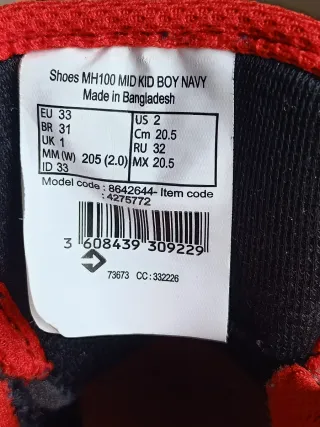 Shoes MH100 MID KID BOY NAVY
Made in Bangladesh
EU 33 US 2
BR 31 Cm 20.5
UK 1 RU 32
MM (W) 205 (2.0) MX 20.5
ID 33
Model code : 8642644- Item code
: 4275772
3 608439 309229
73673 CC : 332226